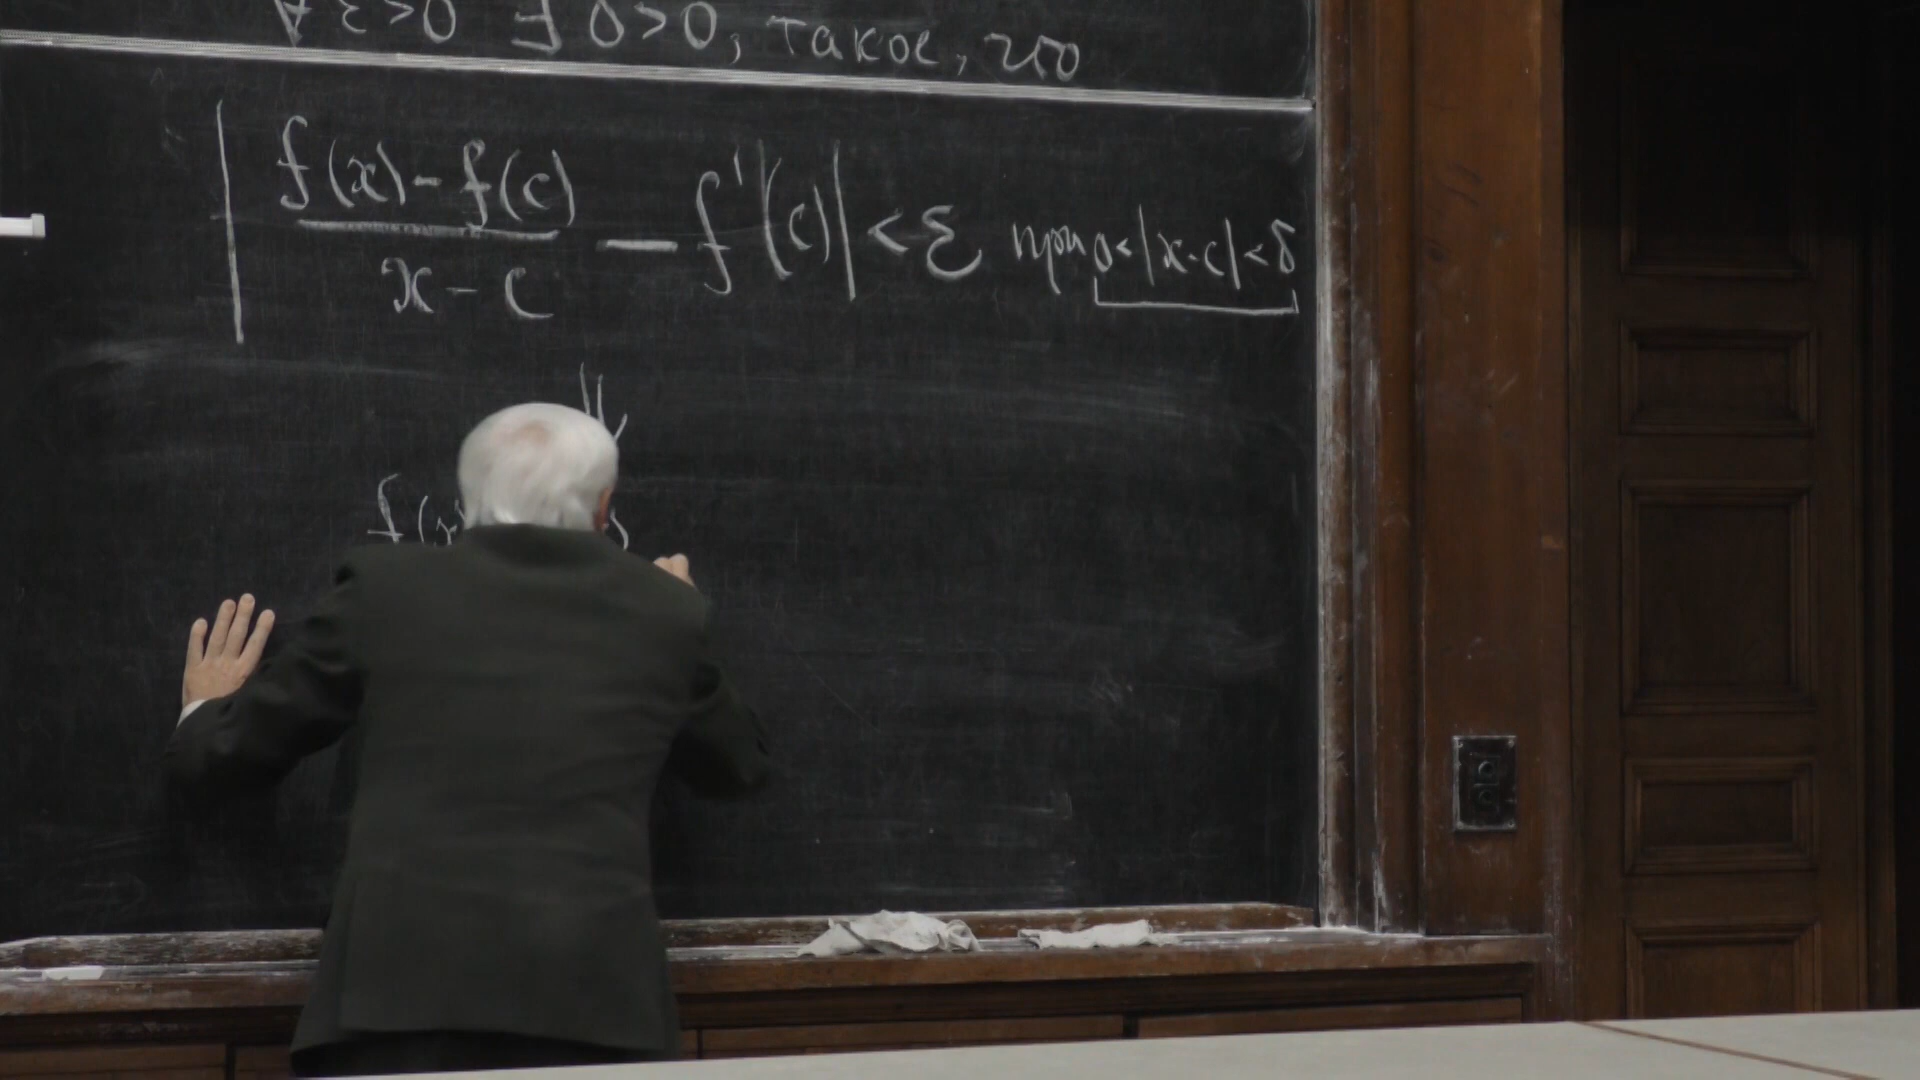 ∀ ε>0 ∃ δ>0, такое, что
| (f(x) - f(c))/(x - c) - f'(c) | < ε при 0<|x-c|<δ
⇓
f(x